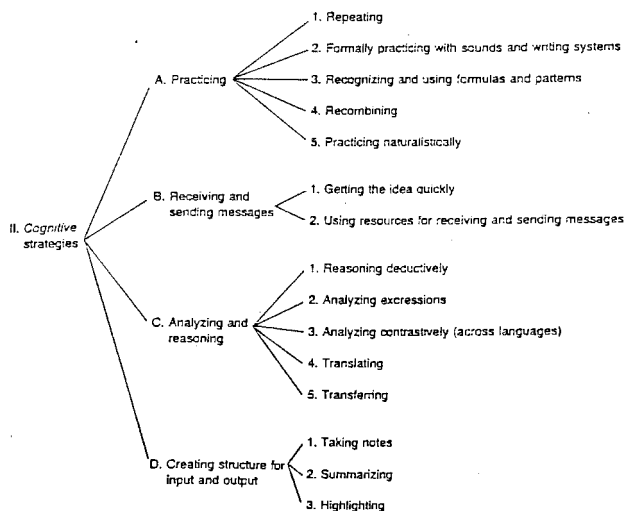 1. Repeating
2. Formally practicing with sounds and writing systems
A. Practicing
3. Recognizing and using formulas and patterns
4. Recombining
5. Practicing naturalistically
B. Receiving and
sending messages
1. Getting the idea quickly
2. Using resources for receiving and sending messages
II. Cognitive
strategies
1. Reasoning deductively
2. Analyzing expressions
C. Analyzing and
reasoning
3. Analyzing contrastively (across languages)
4. Translating
5. Transferring
D. Creating structure for
input and output
1. Taking notes
2. Summarizing
3. Highlighting